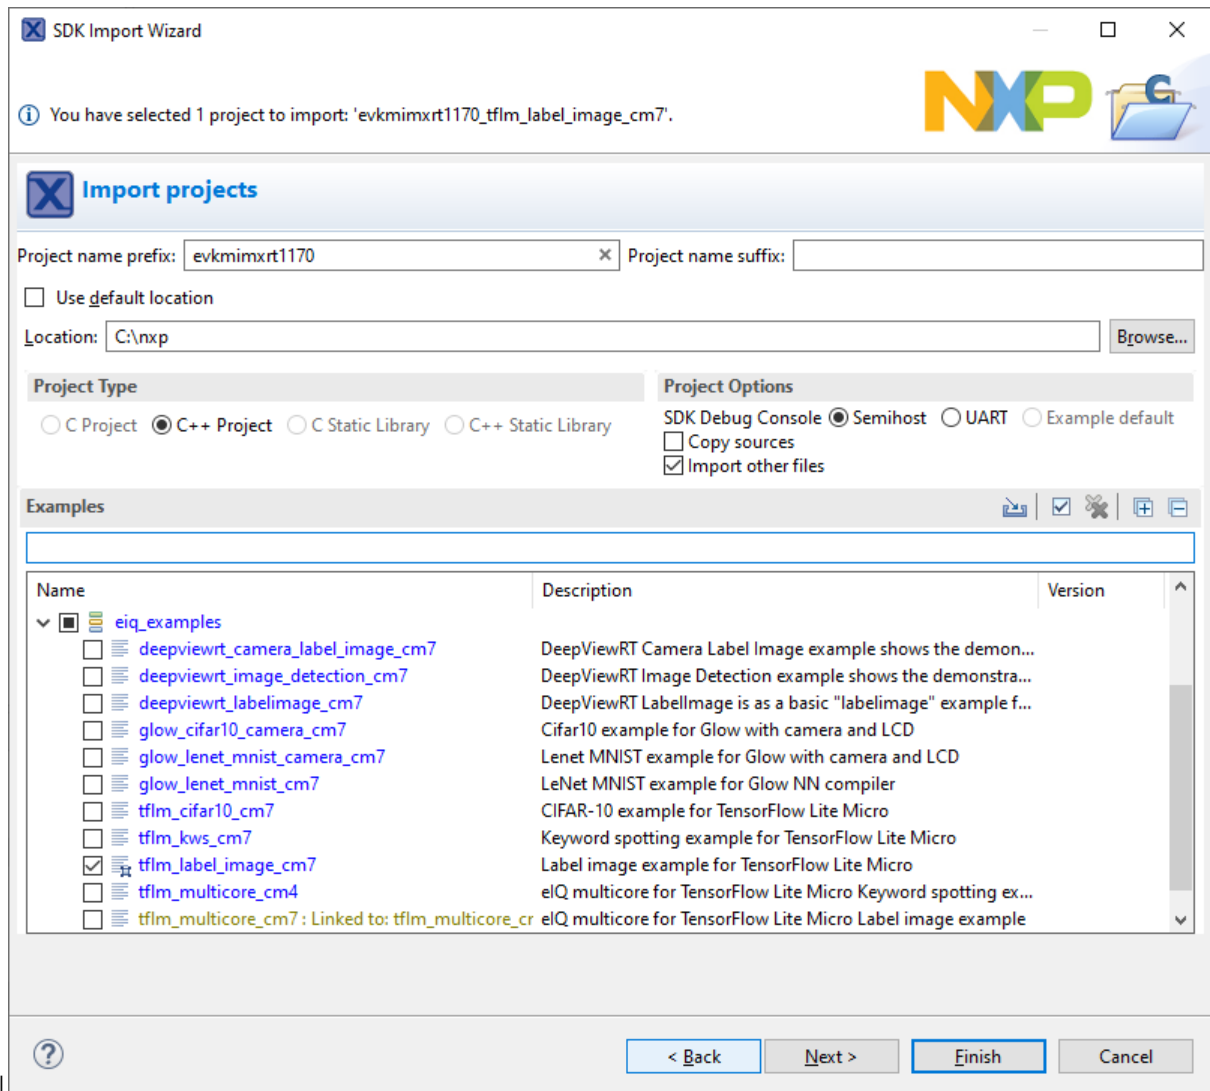 SDK Import Wizard
You have selected 1 project to import: 'evkmimxrt1170_tflm_label_image_cm7'.
NXP
C
X Import projects
Project name prefix: evkmimxrt1170 Project name suffix:
Use default location
Location: C:\nxp Browse...
Project Type Project Options
C Project C++ Project C Static Library C++ Static Library SDK Debug Console Semihost UART Example default
Copy sources
Import other files
Examples
Name Description Version
eiq_examples
deepviewrt_camera_label_image_cm7 DeepViewRT Camera Label Image example shows the demon...
deepviewrt_image_detection_cm7 DeepViewRT Image Detection example shows the demonstra...
deepviewrt_labelimage_cm7 DeepViewRT LabelImage is as a basic "labelimage" example f...
glow_cifar10_camera_cm7 Cifar10 example for Glow with camera and LCD
glow_lenet_mnist_camera_cm7 Lenet MNIST example for Glow with camera and LCD
glow_lenet_mnist_cm7 LeNet MNIST example for Glow NN compiler
tflm_cifar10_cm7 CIFAR-10 example for TensorFlow Lite Micro
tflm_kws_cm7 Keyword spotting example for TensorFlow Lite Micro
tflm_label_image_cm7 Label image example for TensorFlow Lite Micro
tflm_multicore_cm4 eIQ multicore for TensorFlow Lite Micro Keyword spotting ex...
tflm_multicore_cm7 : Linked to: tflm_multicore_cr eIQ multicore for TensorFlow Lite Micro Label image example
< Back Next > Finish Cancel